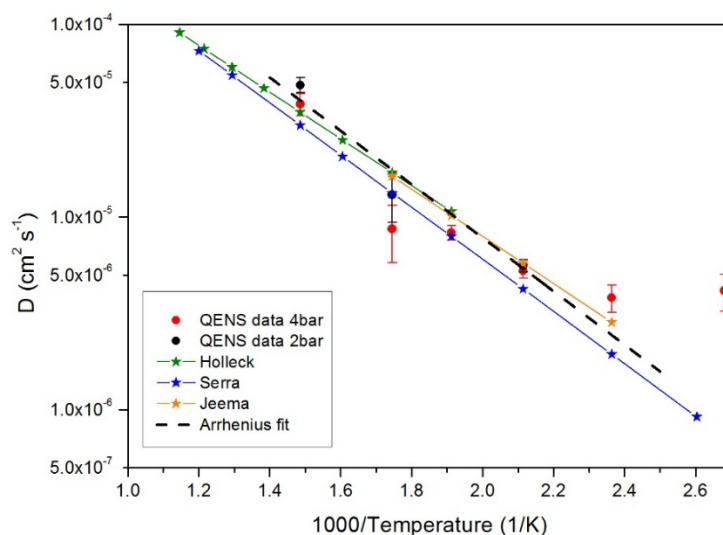 1.0x10⁻⁴
5.0x10⁻⁵
1.0x10⁻⁵
5.0x10⁻⁶
1.0x10⁻⁶
5.0x10⁻⁷
D (cm² s⁻¹)
QENS data 4bar
QENS data 2bar
Holleck
Serra
Jeema
Arrhenius fit
1.0 1.2 1.4 1.6 1.8 2.0 2.2 2.4 2.6
1000/Temperature (1/K)